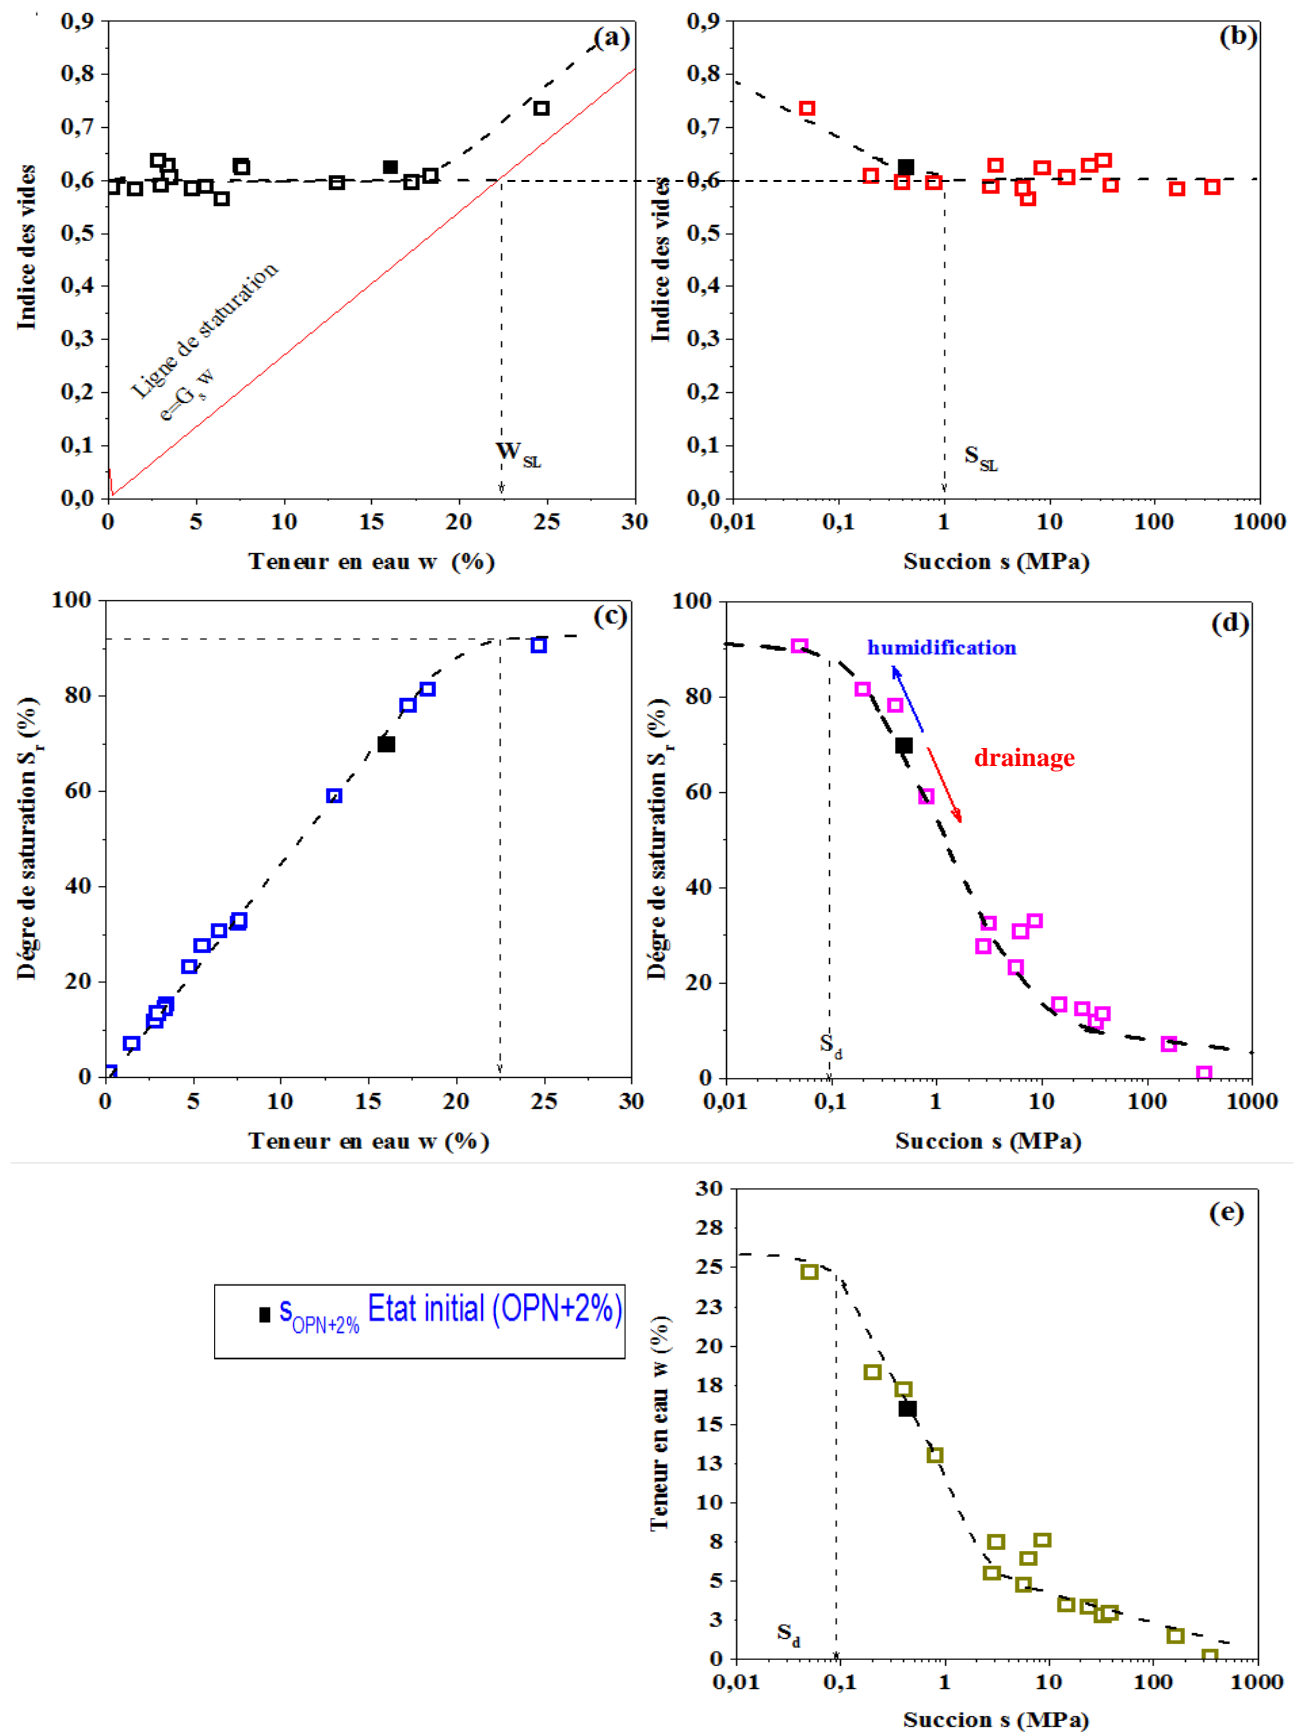 (a)
Indice des vides
0,9
0,8
0,7
0,6
0,5
0,4
0,3
0,2
0,1
0,0
Ligne de staturation
e=Gsw
WSL
0 5 10 15 20 25 30
Teneur en eau w (%)
(b)
Indice des vides
0,9
0,8
0,7
0,6
0,5
0,4
0,3
0,2
0,1
0,0
SSL
0,01 0,1 1 10 100 1000
Succion s (MPa)
(c)
Dégre de saturation Sr (%)
100
80
60
40
20
0
0 5 10 15 20 25 30
Teneur en eau w (%)
(d)
Dégre de saturation Sr (%)
100
80
60
40
20
0
humidification
drainage
Sd
0,01 0,1 1 10 100 1000
Succion s (MPa)
sOPN+2% Etat initial (OPN+2%)
(e)
Teneur en eau w (%)
30
28
25
23
20
18
15
13
10
8
5
3
0
Sd
0,01 0,1 1 10 100 1000
Succion s (MPa)